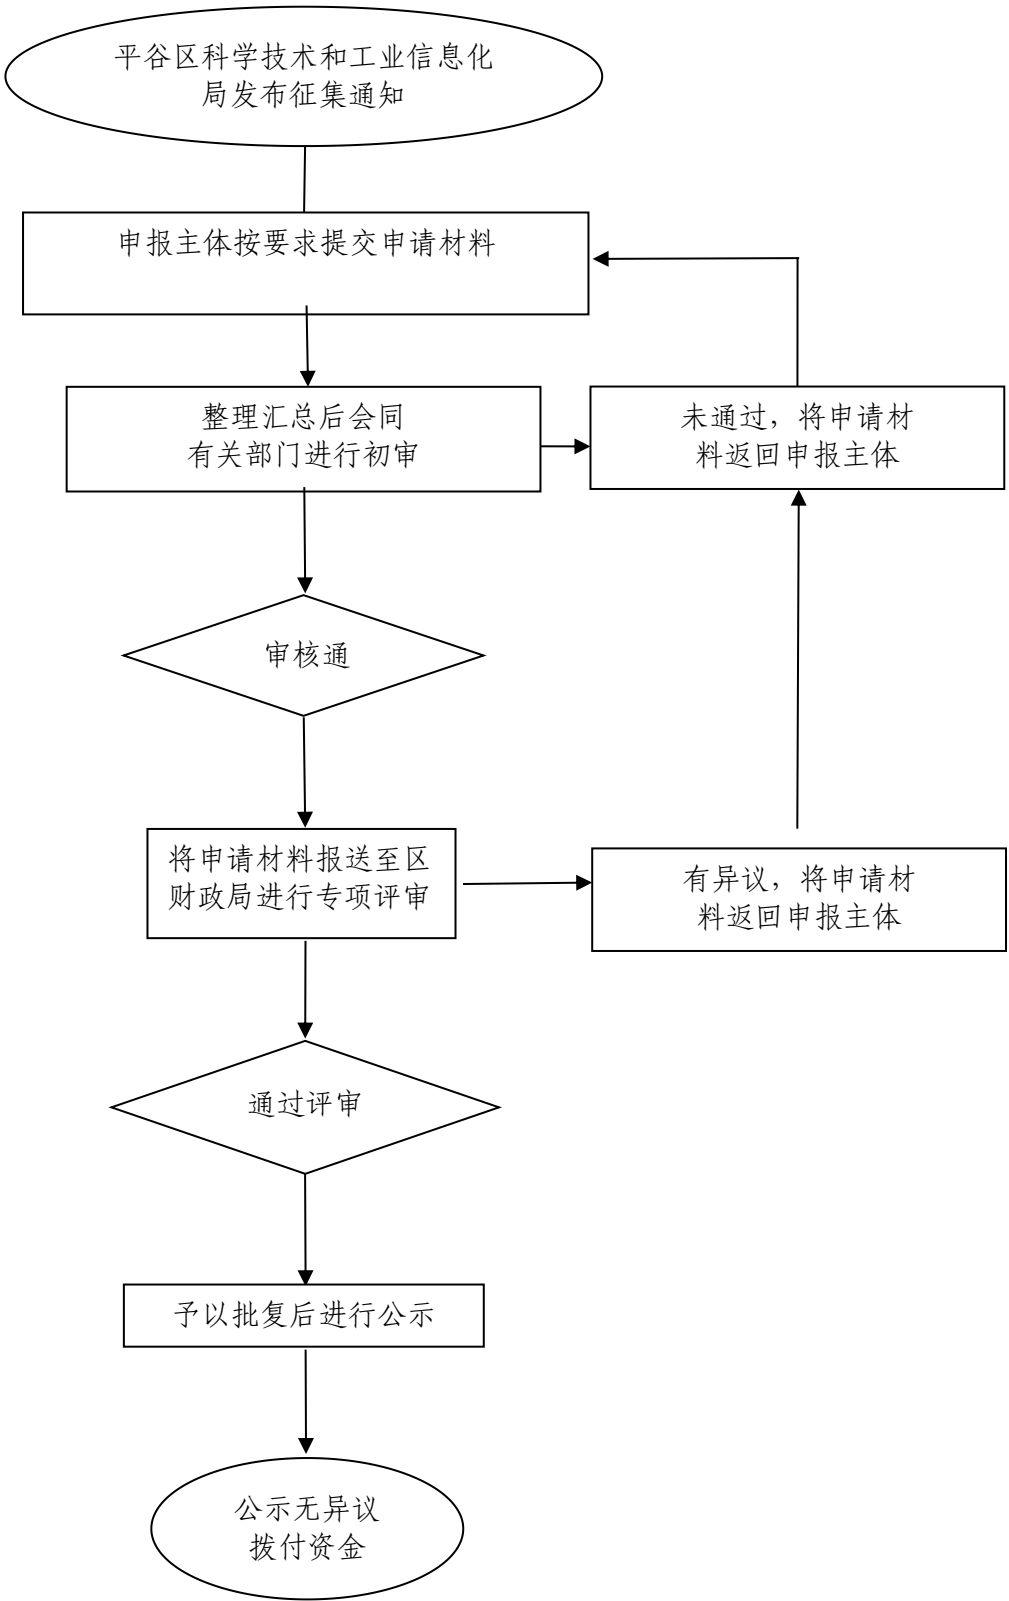 平谷区科学技术和工业信息化
局发布征集通知
申报主体按要求提交申请材料
整理汇总后会同
有关部门进行初审
未通过，将申请材
料返回申报主体
审核通
将申请材料报送至区
财政局进行专项评审
有异议，将申请材
料返回申报主体
通过评审
予以批复后进行公示
公示无异议
拨付资金